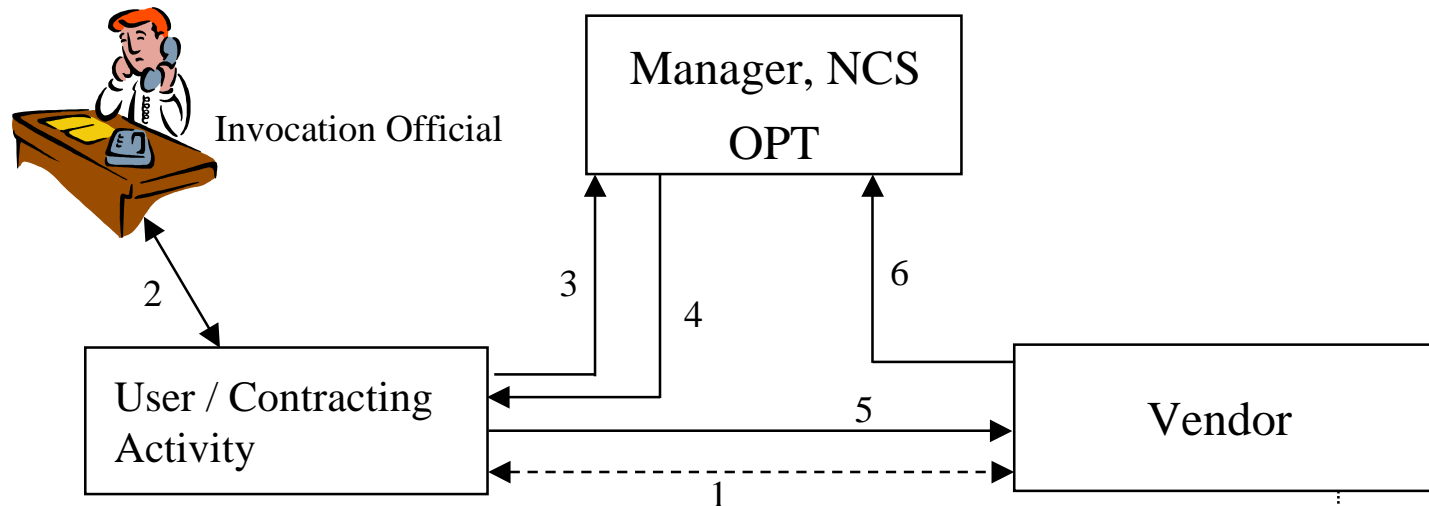 Manager, NCS
OPT
Invocation Official
2
3
4
6
User / Contracting
Activity
5
Vendor
1